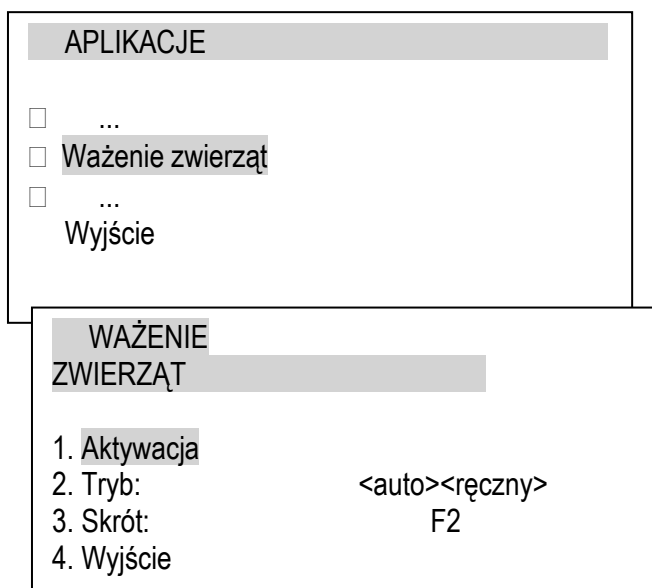 APLIKACJE
...
Ważenie zwierząt
...
Wyjście
WAŻENIE
ZWIERZĄT
1. Aktywacja
2. Tryb: <auto><ręczny>
3. Skrót: F2
4. Wyjście